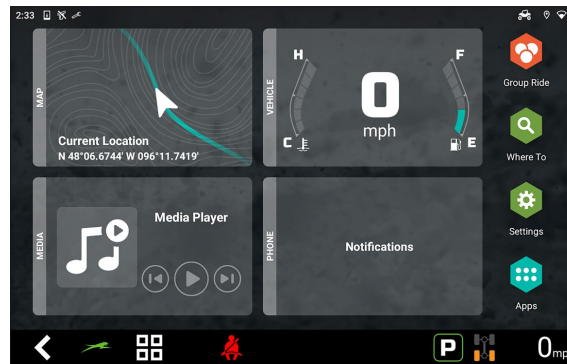 2:33
MAP
Current Location
N 48°06.6744' W 096°11.7419'
VEHICLE
H
C
0
mph
F
E
Group Ride
Where To
MEDIA
Media Player
PHONE
Notifications
Settings
Apps
P
0mp